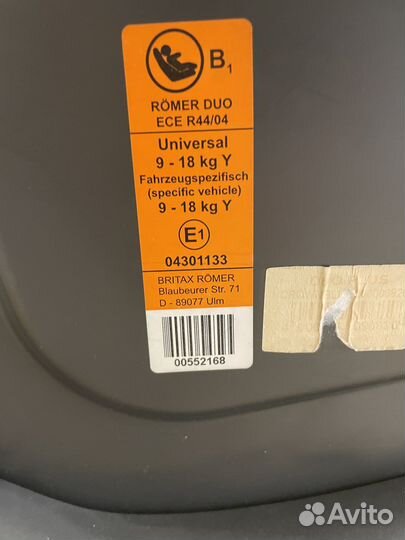 B1
RÖMER DUO
ECE R44/04
Universal
9 - 18 kg Y
Fahrzeugspezifisch
(specific vehicle)
9 - 18 kg Y
E1
04301133
BRITAX RÖMER
Blaubeurer Str. 71
D - 89077 Ulm
00552168
Avito